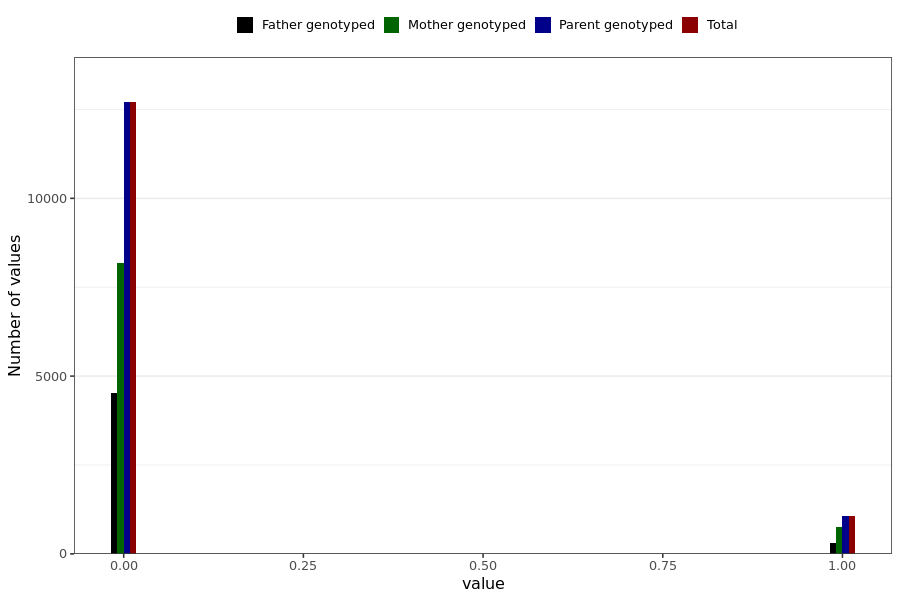 Father genotyped Mother genotyped Parent genotyped Total
Number of values
10000
5000
0
0.00 0.25 0.50 0.75 1.00
value